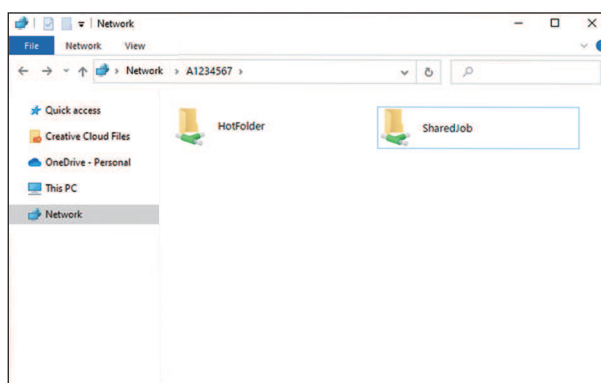 Network
File Network View
Network > A1234567 >
Quick access
Creative Cloud Files
OneDrive - Personal
This PC
Network
HotFolder
SharedJob